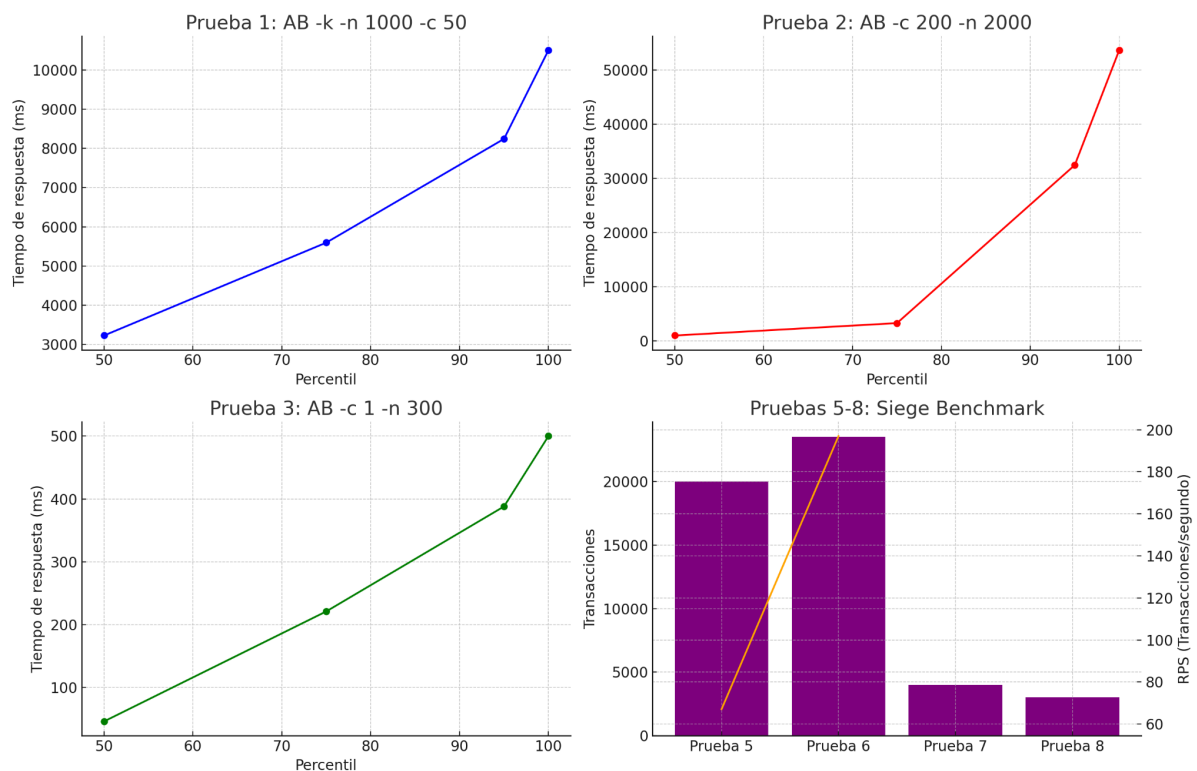 Prueba 1: AB -k -n 1000 -c 50
Tiempo de respuesta (ms)
10000
9000
8000
7000
6000
5000
4000
3000
50 60 70 80 90 100
Percentil
Prueba 2: AB -c 200 -n 2000
Tiempo de respuesta (ms)
50000
40000
30000
20000
10000
0
50 60 70 80 90 100
Percentil
Prueba 3: AB -c 1 -n 300
Tiempo de respuesta (ms)
500
400
300
200
100
50 60 70 80 90 100
Percentil
Pruebas 5-8: Siege Benchmark
Transacciones
20000
15000
10000
5000
0
Prueba 5 Prueba 6 Prueba 7 Prueba 8
200
180
160
140
120
100
80
60
RPS (Transacciones/segundo)